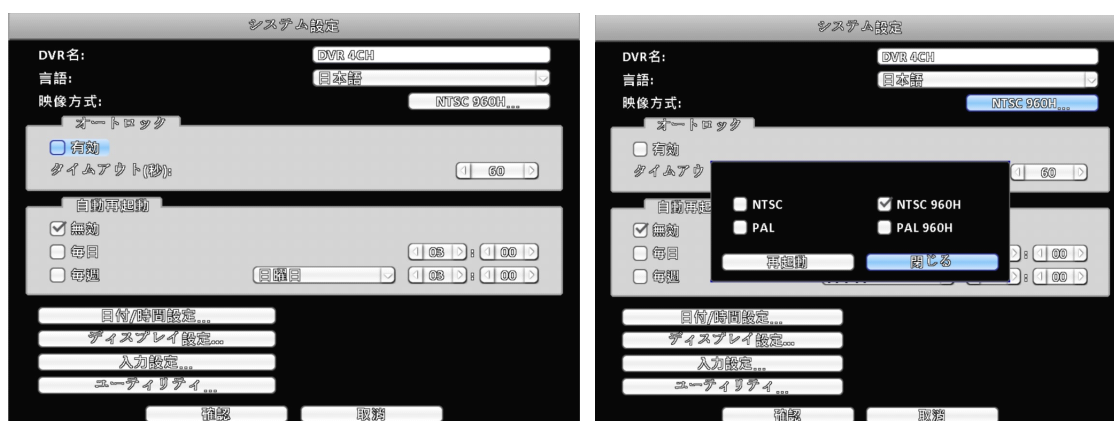 システム設定
DVR名: DVR 4CH
言語: 日本語
映像方式: NTSC 960H...
オートロック
有効
タイムアウト(秒): 60
自動再起動
無効
毎日 03 : 00
毎週 日曜日 03 : 00
日付/時間設定...
ディスプレイ設定...
入力設定...
ユーティリティ...
確認 取消
システム設定
DVR名: DVR 4CH
言語: 日本語
映像方式: NTSC 960H...
オートロック
有効
タイムアウ 60
自動再起
無効
毎日 : 00
毎週 : 00
NTSC NTSC 960H
PAL PAL 960H
再起動 閉じる
日付/時間設定...
ディスプレイ設定...
入力設定...
ユーティリティ...
確認 取消